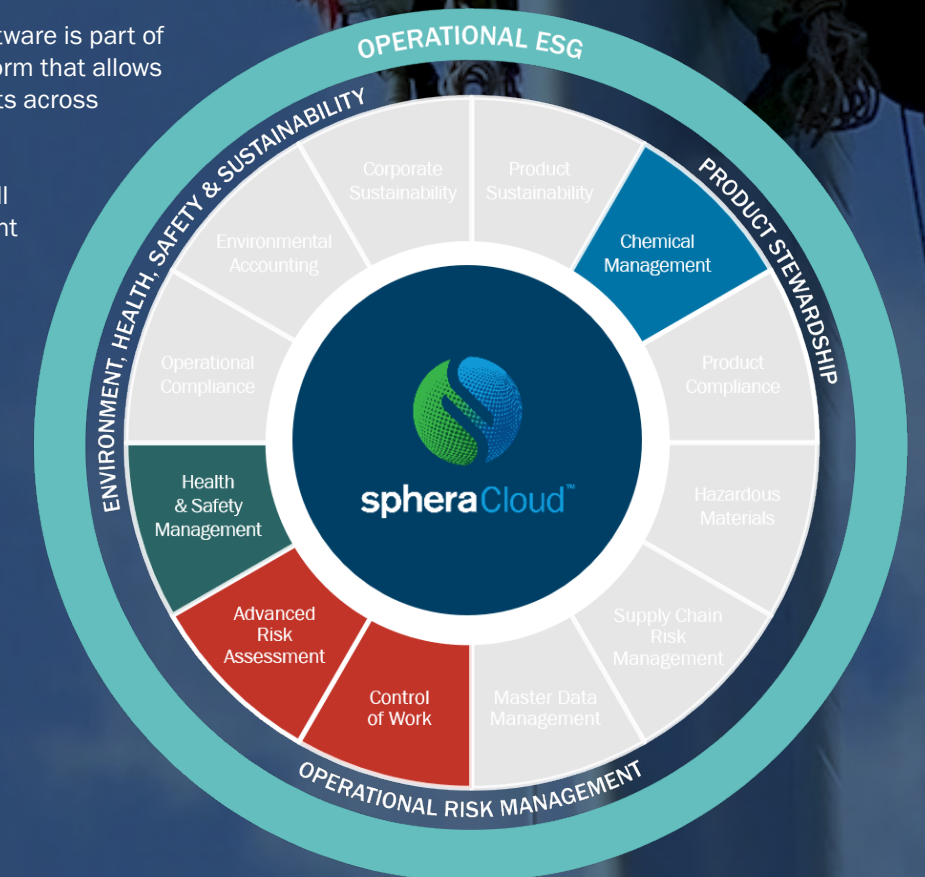 tware is part of
orm that allows
ts across
ll
nt
OPERATIONAL ESG
ENVIRONMENT, HEALTH, SAFETY & SUSTAINABILITY
PRODUCT STEWARDSHIP
OPERATIONAL RISK MANAGEMENT
Corporate
Sustainability
Product
Sustainability
Chemical
Management
Product
Compliance
Hazardous
Materials
Supply Chain
Risk
Management
Master Data
Management
Control
of Work
Advanced
Risk
Assessment
Health
& Safety
Management
Operational
Compliance
Environmental
Accounting
spheraCloud™